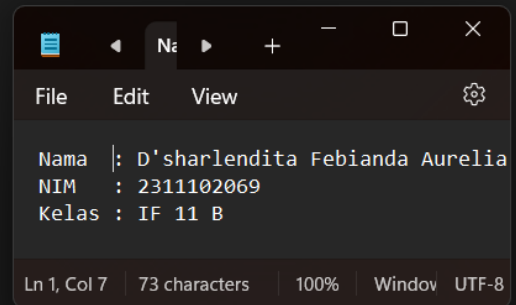 Na
File Edit View
Nama : D'sharlendita Febianda Aurelia
NIM : 2311102069
Kelas : IF 11 B
Ln 1, Col 7 73 characters 100% Window UTF-8